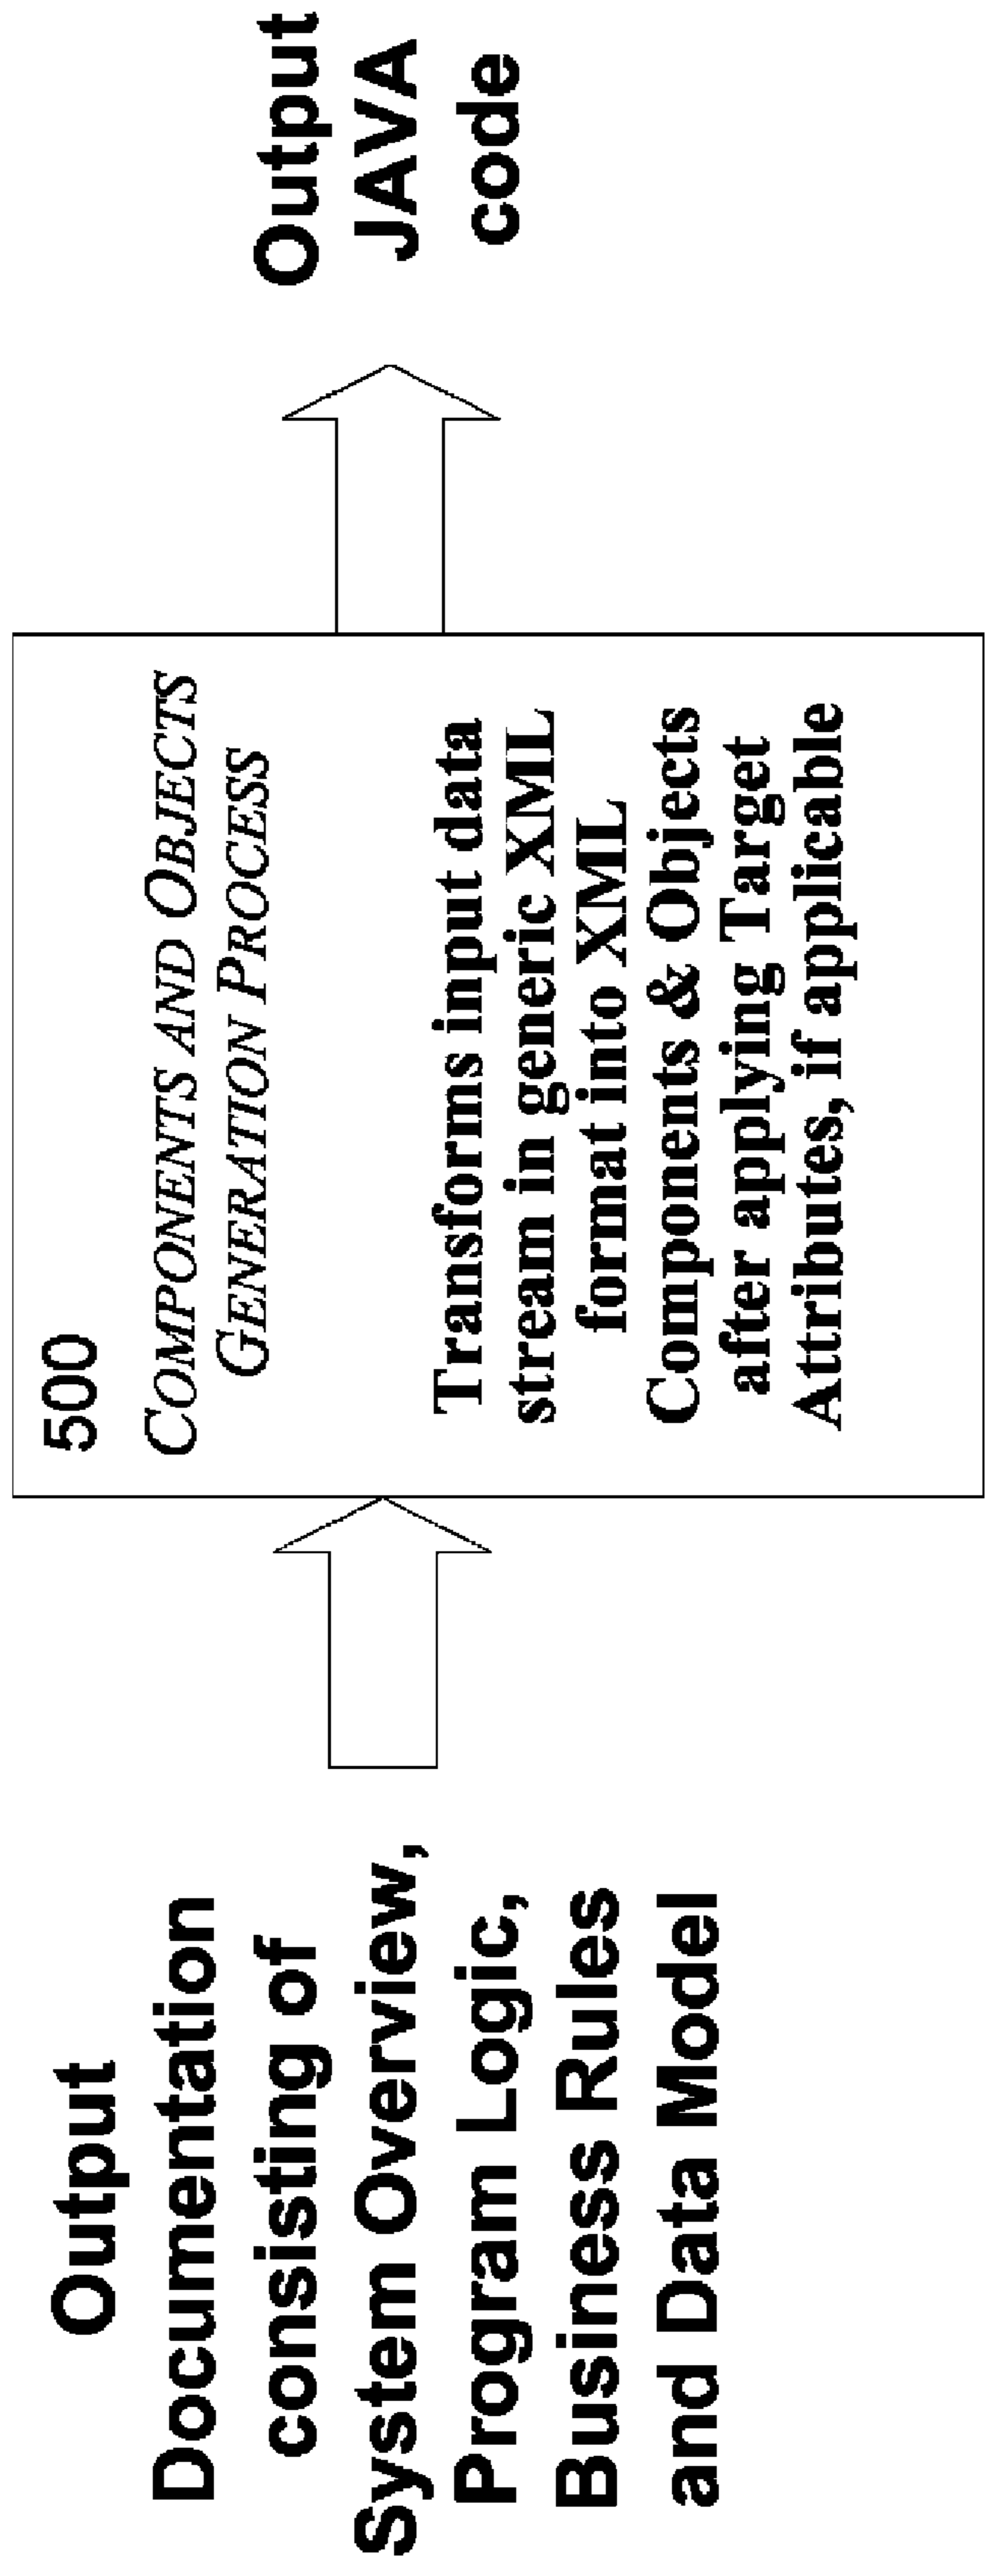 Output
Documentation
consisting of
System Overview,
Program Logic,
Business Rules
and Data Model
500
COMPONENTS AND OBJECTS
GENERATION PROCESS
Transforms input data
stream in generic XML
format into XML
Components & Objects
after applying Target
Attributes, if applicable
Output
JAVA
code